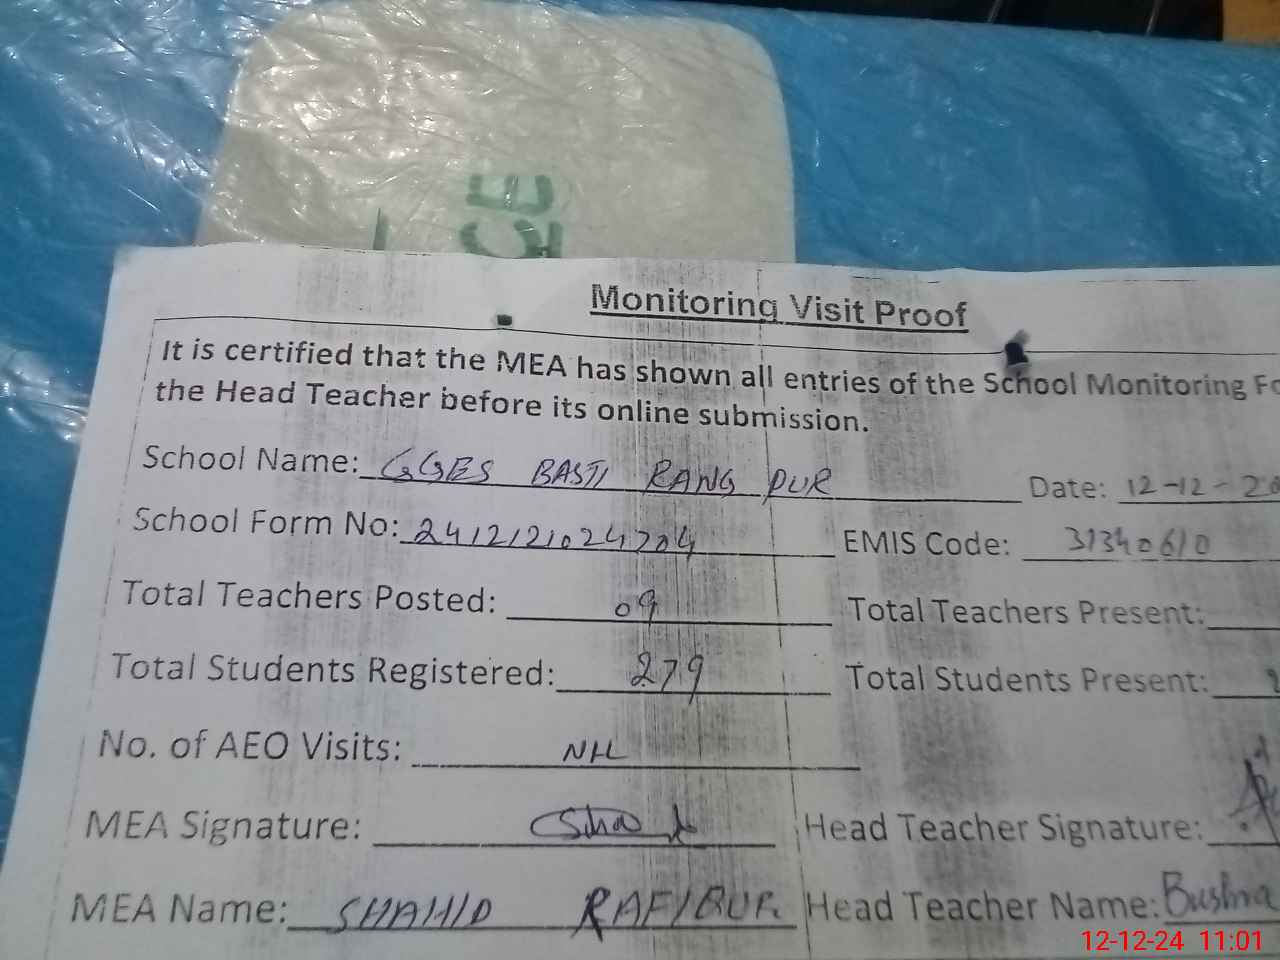 Monitoring Visit Proof
It is certified that the MEA has shown all entries of the School Monitoring Fo
the Head Teacher before its online submission.
School Name: GGES BASTI RANG PUR Date: 12-12-20
School Form No: 2412121024704 EMIS Code: 31340610
Total Teachers Posted: 09 Total Teachers Present:
Total Students Registered: 279 Total Students Present:
No. of AEO Visits: NIL
MEA Signature: Head Teacher Signature:
MEA Name: SHAHID Head Teacher Name: Bushra
12-12-24 11:01